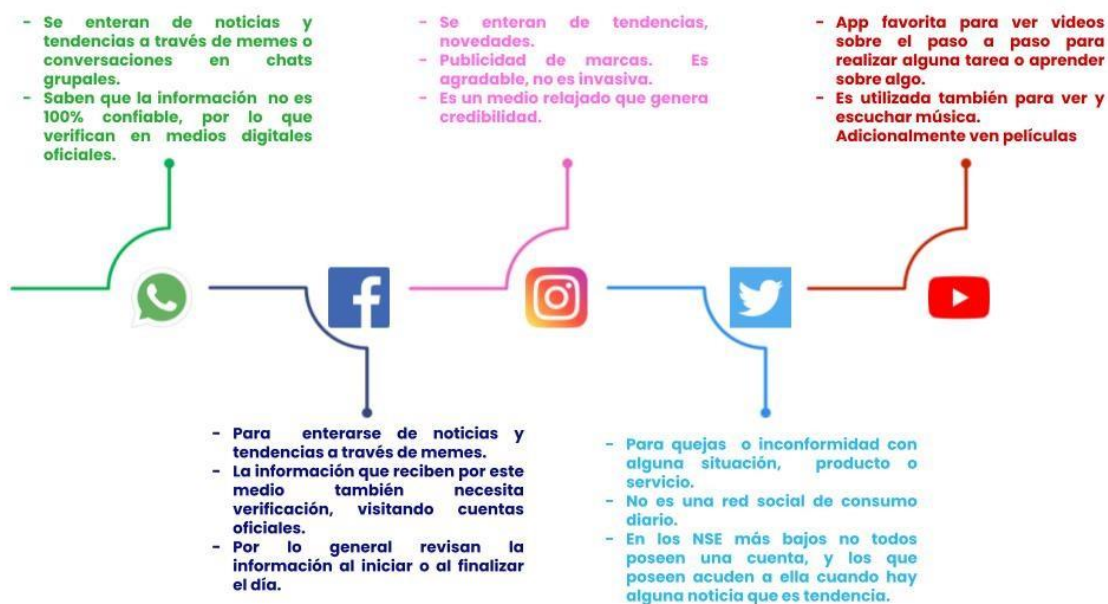 - Se enteran de noticias y
tendencias a través de memes o
conversaciones en chats
grupales.
- Saben que la información no es
100% confiable, por lo que
verifican en medios digitales
oficiales.
- Se enteran de tendencias,
novedades.
- Publicidad de marcas. Es
agradable, no es invasiva.
- Es un medio relajado que genera
credibilidad.
- App favorita para ver videos
sobre el paso a paso para
realizar alguna tarea o aprender
sobre algo.
- Es utilizada también para ver y
escuchar música.
Adicionalmente ven películas
- Para enterarse de noticias y
tendencias a través de memes.
- La información que reciben por este
medio también necesita
verificación, visitando cuentas
oficiales.
- Por lo general revisan la
información al iniciar o al finalizar
el día.
- Para quejas o inconformidad con
alguna situación, producto o
servicio.
- No es una red social de consumo
diario.
- En los NSE más bajos no todos
poseen una cuenta, y los que
poseen acuden a ella cuando hay
alguna noticia que es tendencia.